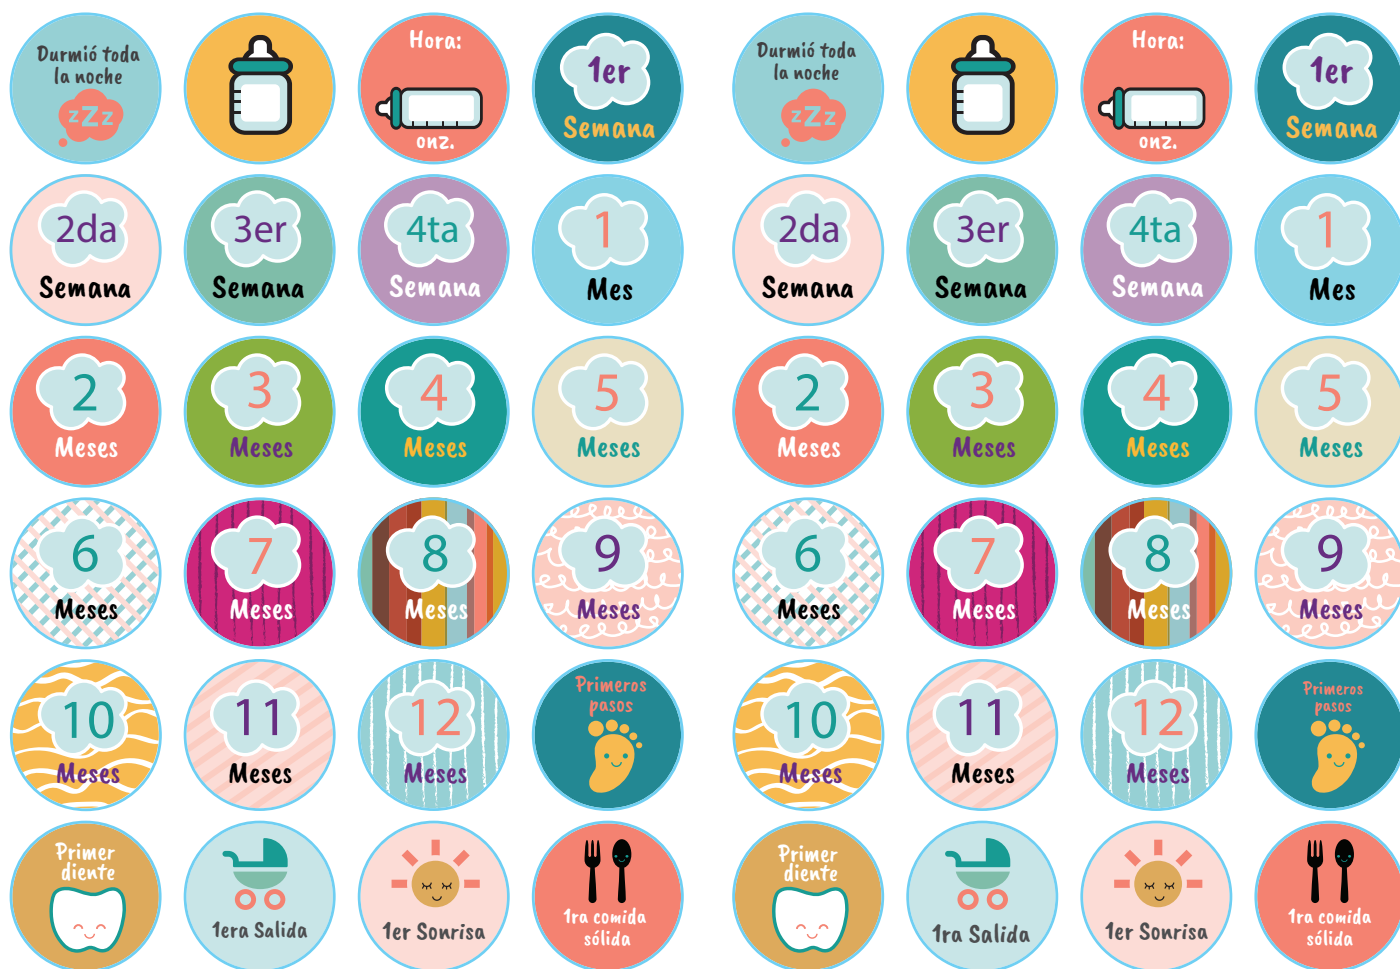 Durmió toda
la noche
zZz
Hora:
onz.
1er
Semana
Durmió toda
la noche
zZz
Hora:
onz.
1er
Semana
2da
Semana
3er
Semana
4ta
Semana
1
Mes
2da
Semana
3er
Semana
4ta
Semana
1
Mes
2
Meses
3
Meses
4
Meses
5
Meses
2
Meses
3
Meses
4
Meses
5
Meses
6
Meses
7
Meses
8
Meses
9
Meses
6
Meses
7
Meses
8
Meses
9
Meses
10
Meses
11
Meses
12
Meses
Primeros
pasos
10
Meses
11
Meses
12
Meses
Primeros
pasos
Primer
diente
1era Salida
1er Sonrisa
1ra comida
sólida
Primer
diente
1ra Salida
1er Sonrisa
1ra comida
sólida